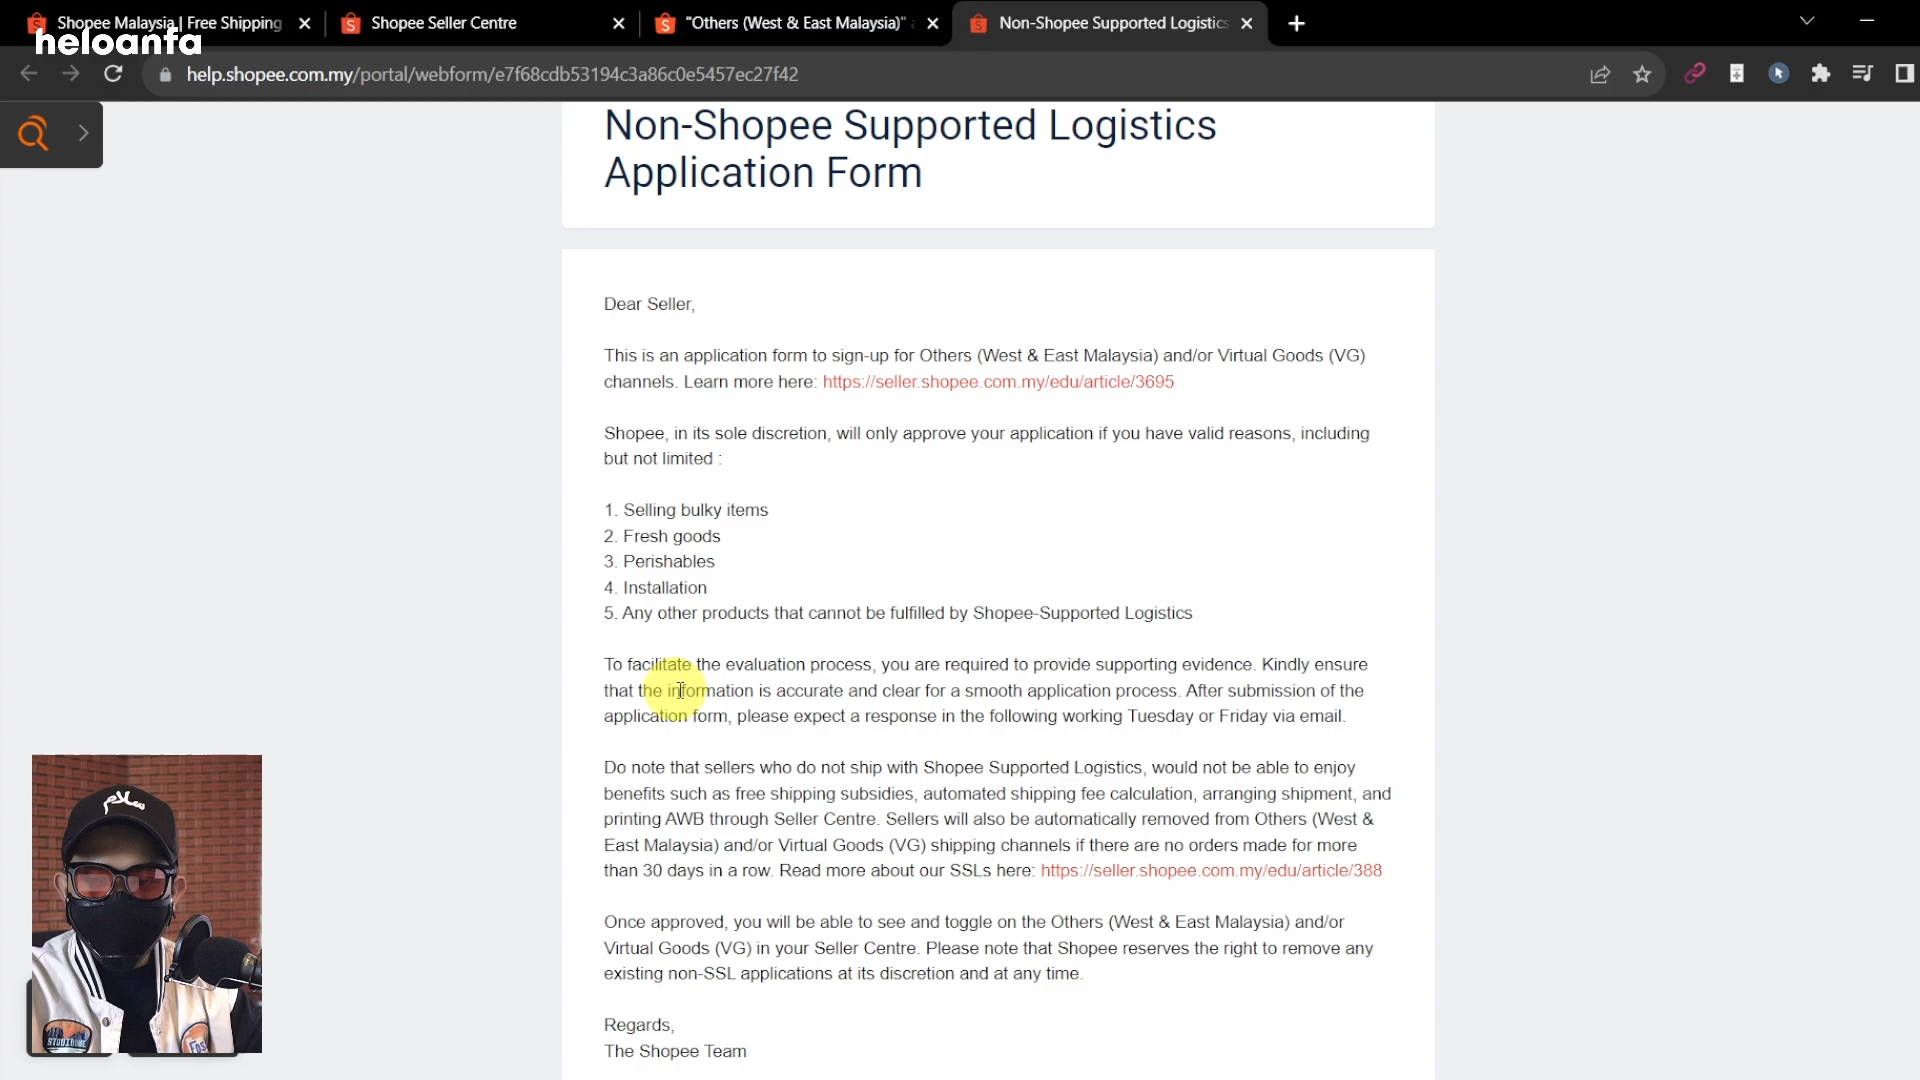 Shopee Malaysia | Free Shipping
Shopee Seller Centre
"Others (West & East Malaysia)" a
Non-Shopee Supported Logistics
heloanfa
help.shopee.com.my/portal/webform/e7f68cdb53194c3a86c0e5457ec27f42
Non-Shopee Supported Logistics
Application Form
Dear Seller,
This is an application form to sign-up for Others (West & East Malaysia) and/or Virtual Goods (VG)
channels. Learn more here: https://seller.shopee.com.my/edu/article/3695
Shopee, in its sole discretion, will only approve your application if you have valid reasons, including
but not limited :
1. Selling bulky items
2. Fresh goods
3. Perishables
4. Installation
5. Any other products that cannot be fulfilled by Shopee-Supported Logistics
To facilitate the evaluation process, you are required to provide supporting evidence. Kindly ensure
that the information is accurate and clear for a smooth application process. After submission of the
application form, please expect a response in the following working Tuesday or Friday via email.
Do note that sellers who do not ship with Shopee Supported Logistics, would not be able to enjoy
benefits such as free shipping subsidies, automated shipping fee calculation, arranging shipment, and
printing AWB through Seller Centre. Sellers will also be automatically removed from Others (West &
East Malaysia) and/or Virtual Goods (VG) shipping channels if there are no orders made for more
than 30 days in a row. Read more about our SSLs here: https://seller.shopee.com.my/edu/article/388
Once approved, you will be able to see and toggle on the Others (West & East Malaysia) and/or
Virtual Goods (VG) in your Seller Centre. Please note that Shopee reserves the right to remove any
existing non-SSL applications at its discretion and at any time.
Regards,
The Shopee Team
سلام